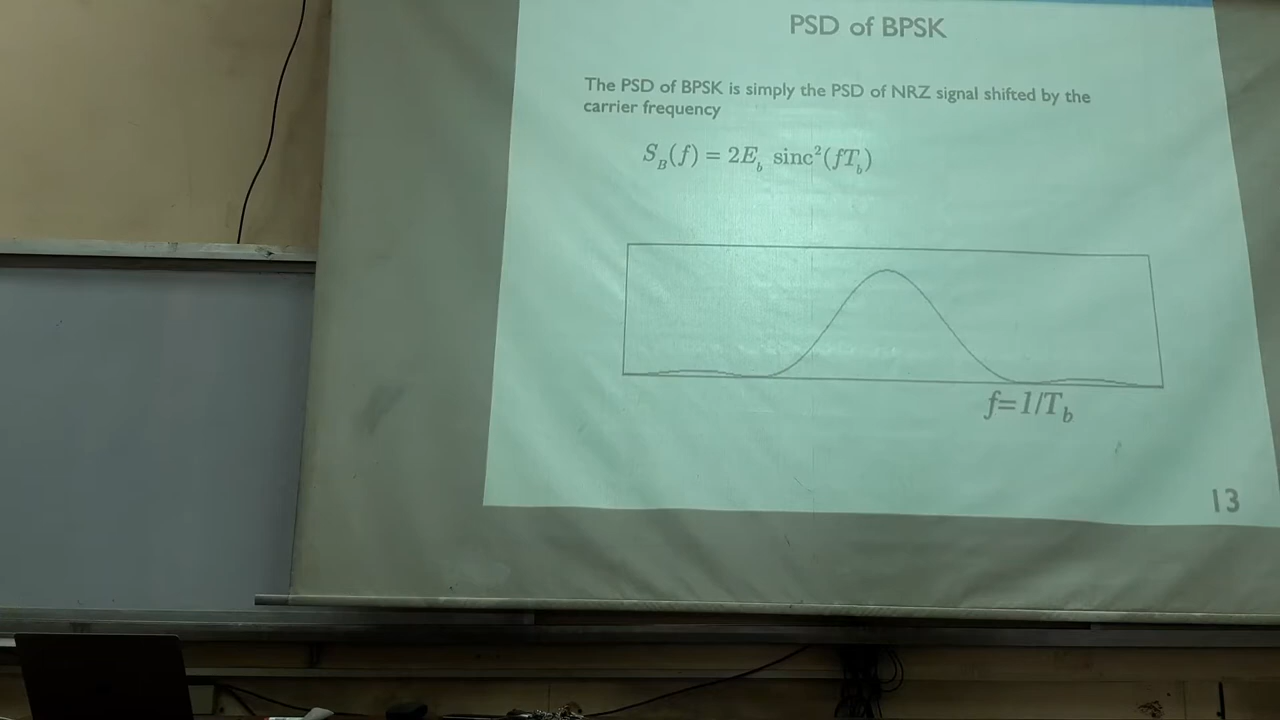 PSD of BPSK
The PSD of BPSK is simply the PSD of NRZ signal shifted by the
carrier frequency
S_B(f) = 2E_b sinc²(fT_b)
f=1/T_b
13